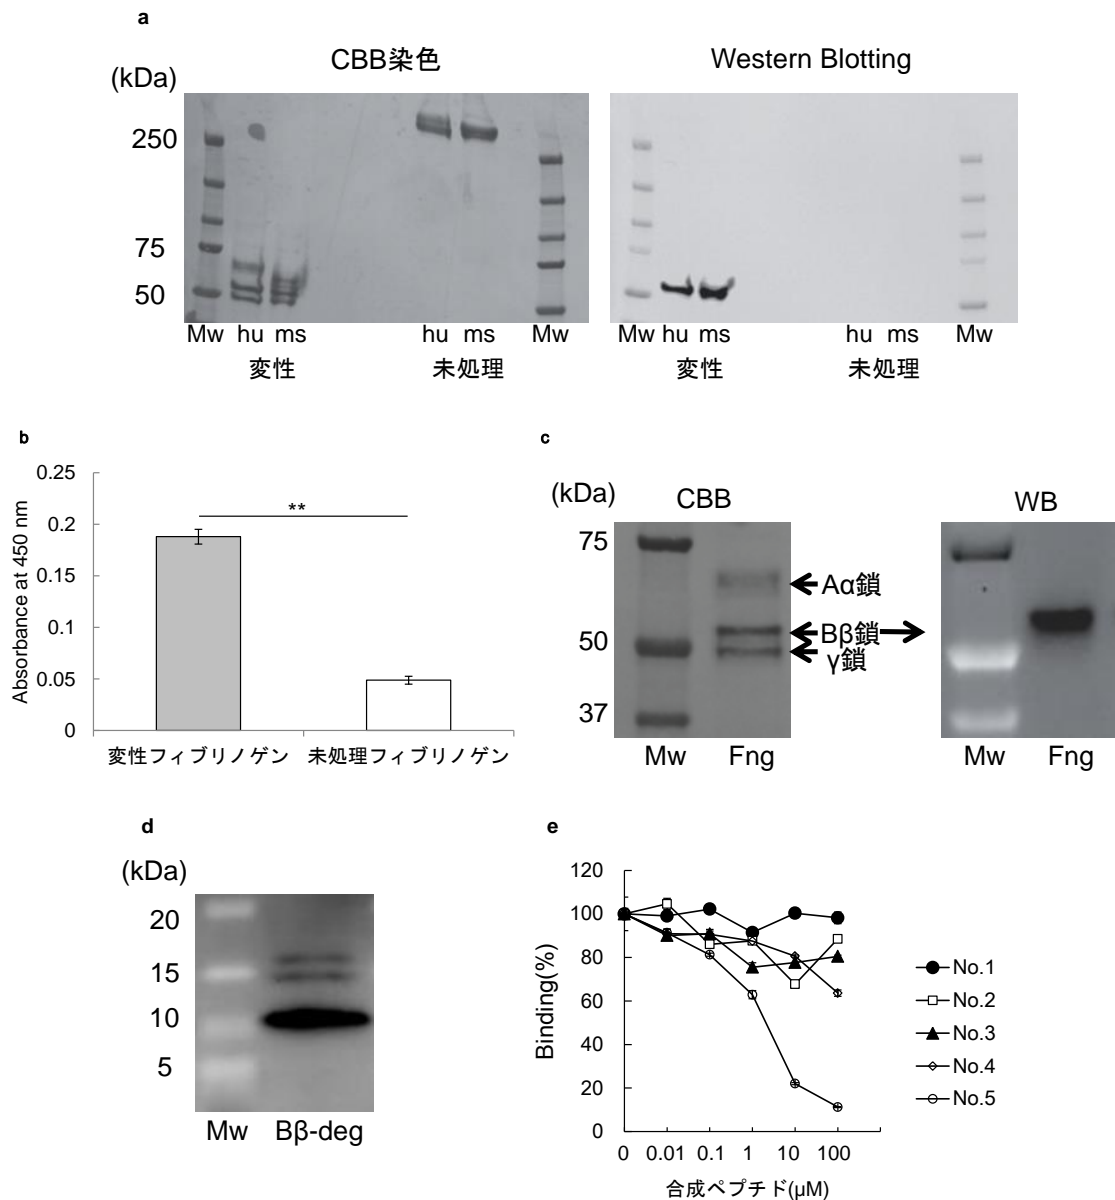 a
CBB染色
Western Blotting
(kDa)
250
75
50
Mw hu ms hu ms Mw
変性 未処理
Mw hu ms hu ms Mw
変性 未処理
b
0.25
0.2
0.15
0.1
0.05
0
Absorbance at 450 nm
**
変性フィブリノゲン 未処理フィブリノゲン
c
(kDa)
CBB
WB
75
50
37
Aα鎖
Bβ鎖
γ鎖
Mw Fng
Mw Fng
d
(kDa)
20
15
10
5
Mw Bβ-deg
e
120
100
80
60
40
20
0
Binding(%)
0 0.01 0.1 1 10 100
合成ペプチド(μM)
No.1
No.2
No.3
No.4
No.5